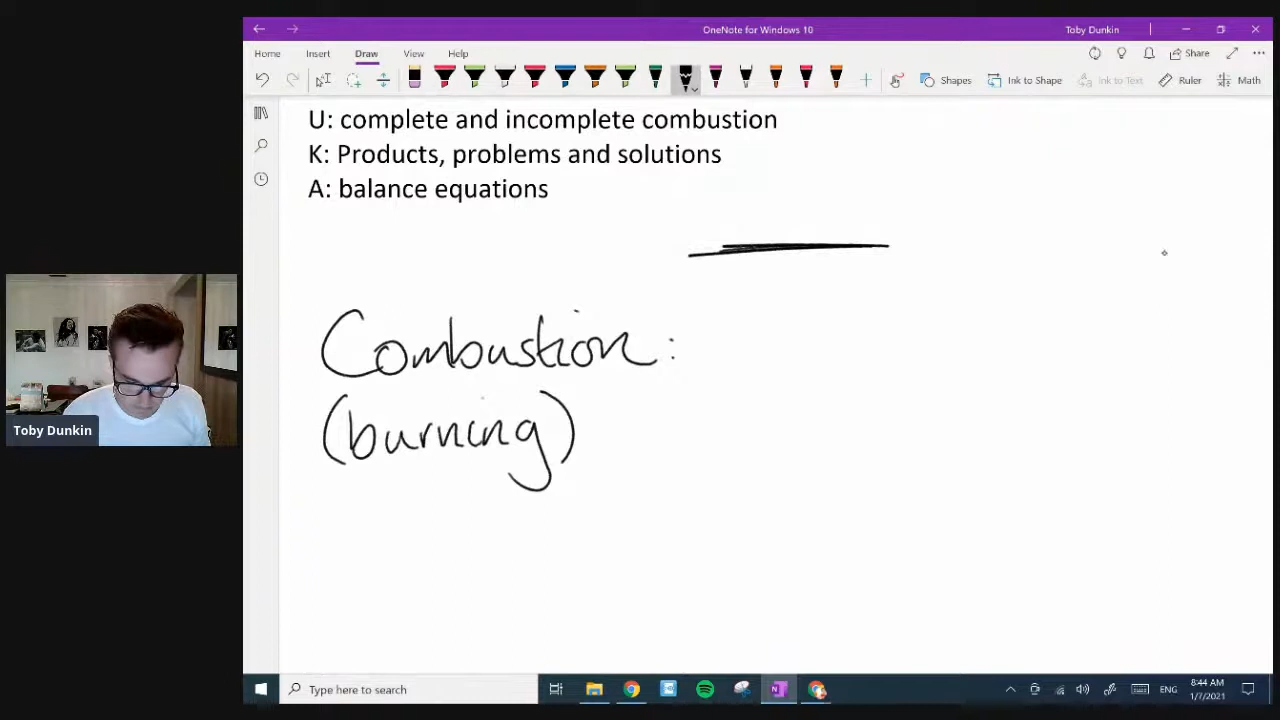 OneNote for Windows 10
Toby Dunkin
Home Insert Draw View Help
Share
Shapes Ink to Shape Ink to Text Ruler Math
U: complete and incomplete combustion
K: Products, problems and solutions
A: balance equations
Combustion:
(burning)
Toby Dunkin
Type here to search
ENG
8:44 AM
1/7/2021